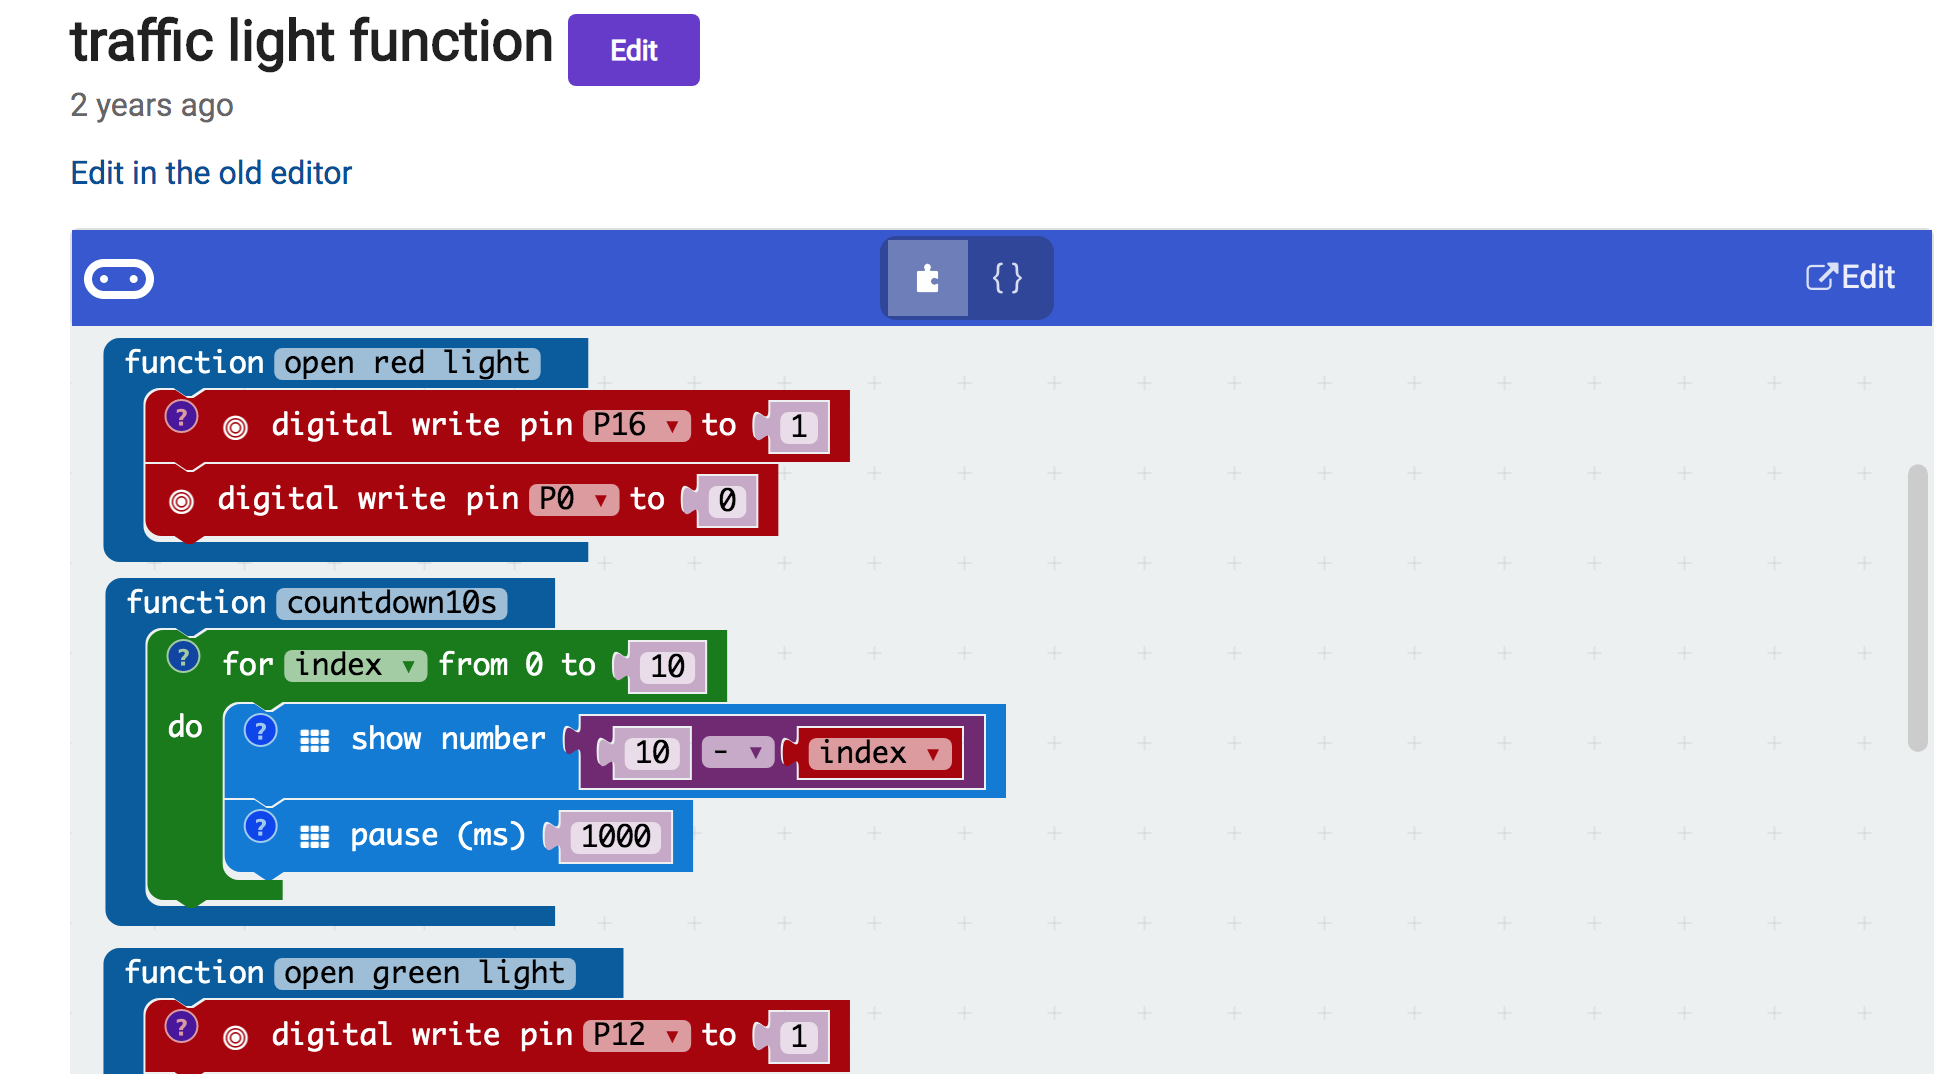 traffic light function Edit
2 years ago
Edit in the old editor
{ } Edit
function open red light
? digital write pin P16 ▼ to 1
digital write pin P0 ▼ to 0
function countdown10s
? for index ▼ from 0 to 10
do ? show number 10 - ▼ index ▼
? pause (ms) 1000
function open green light
? digital write pin P12 ▼ to 1